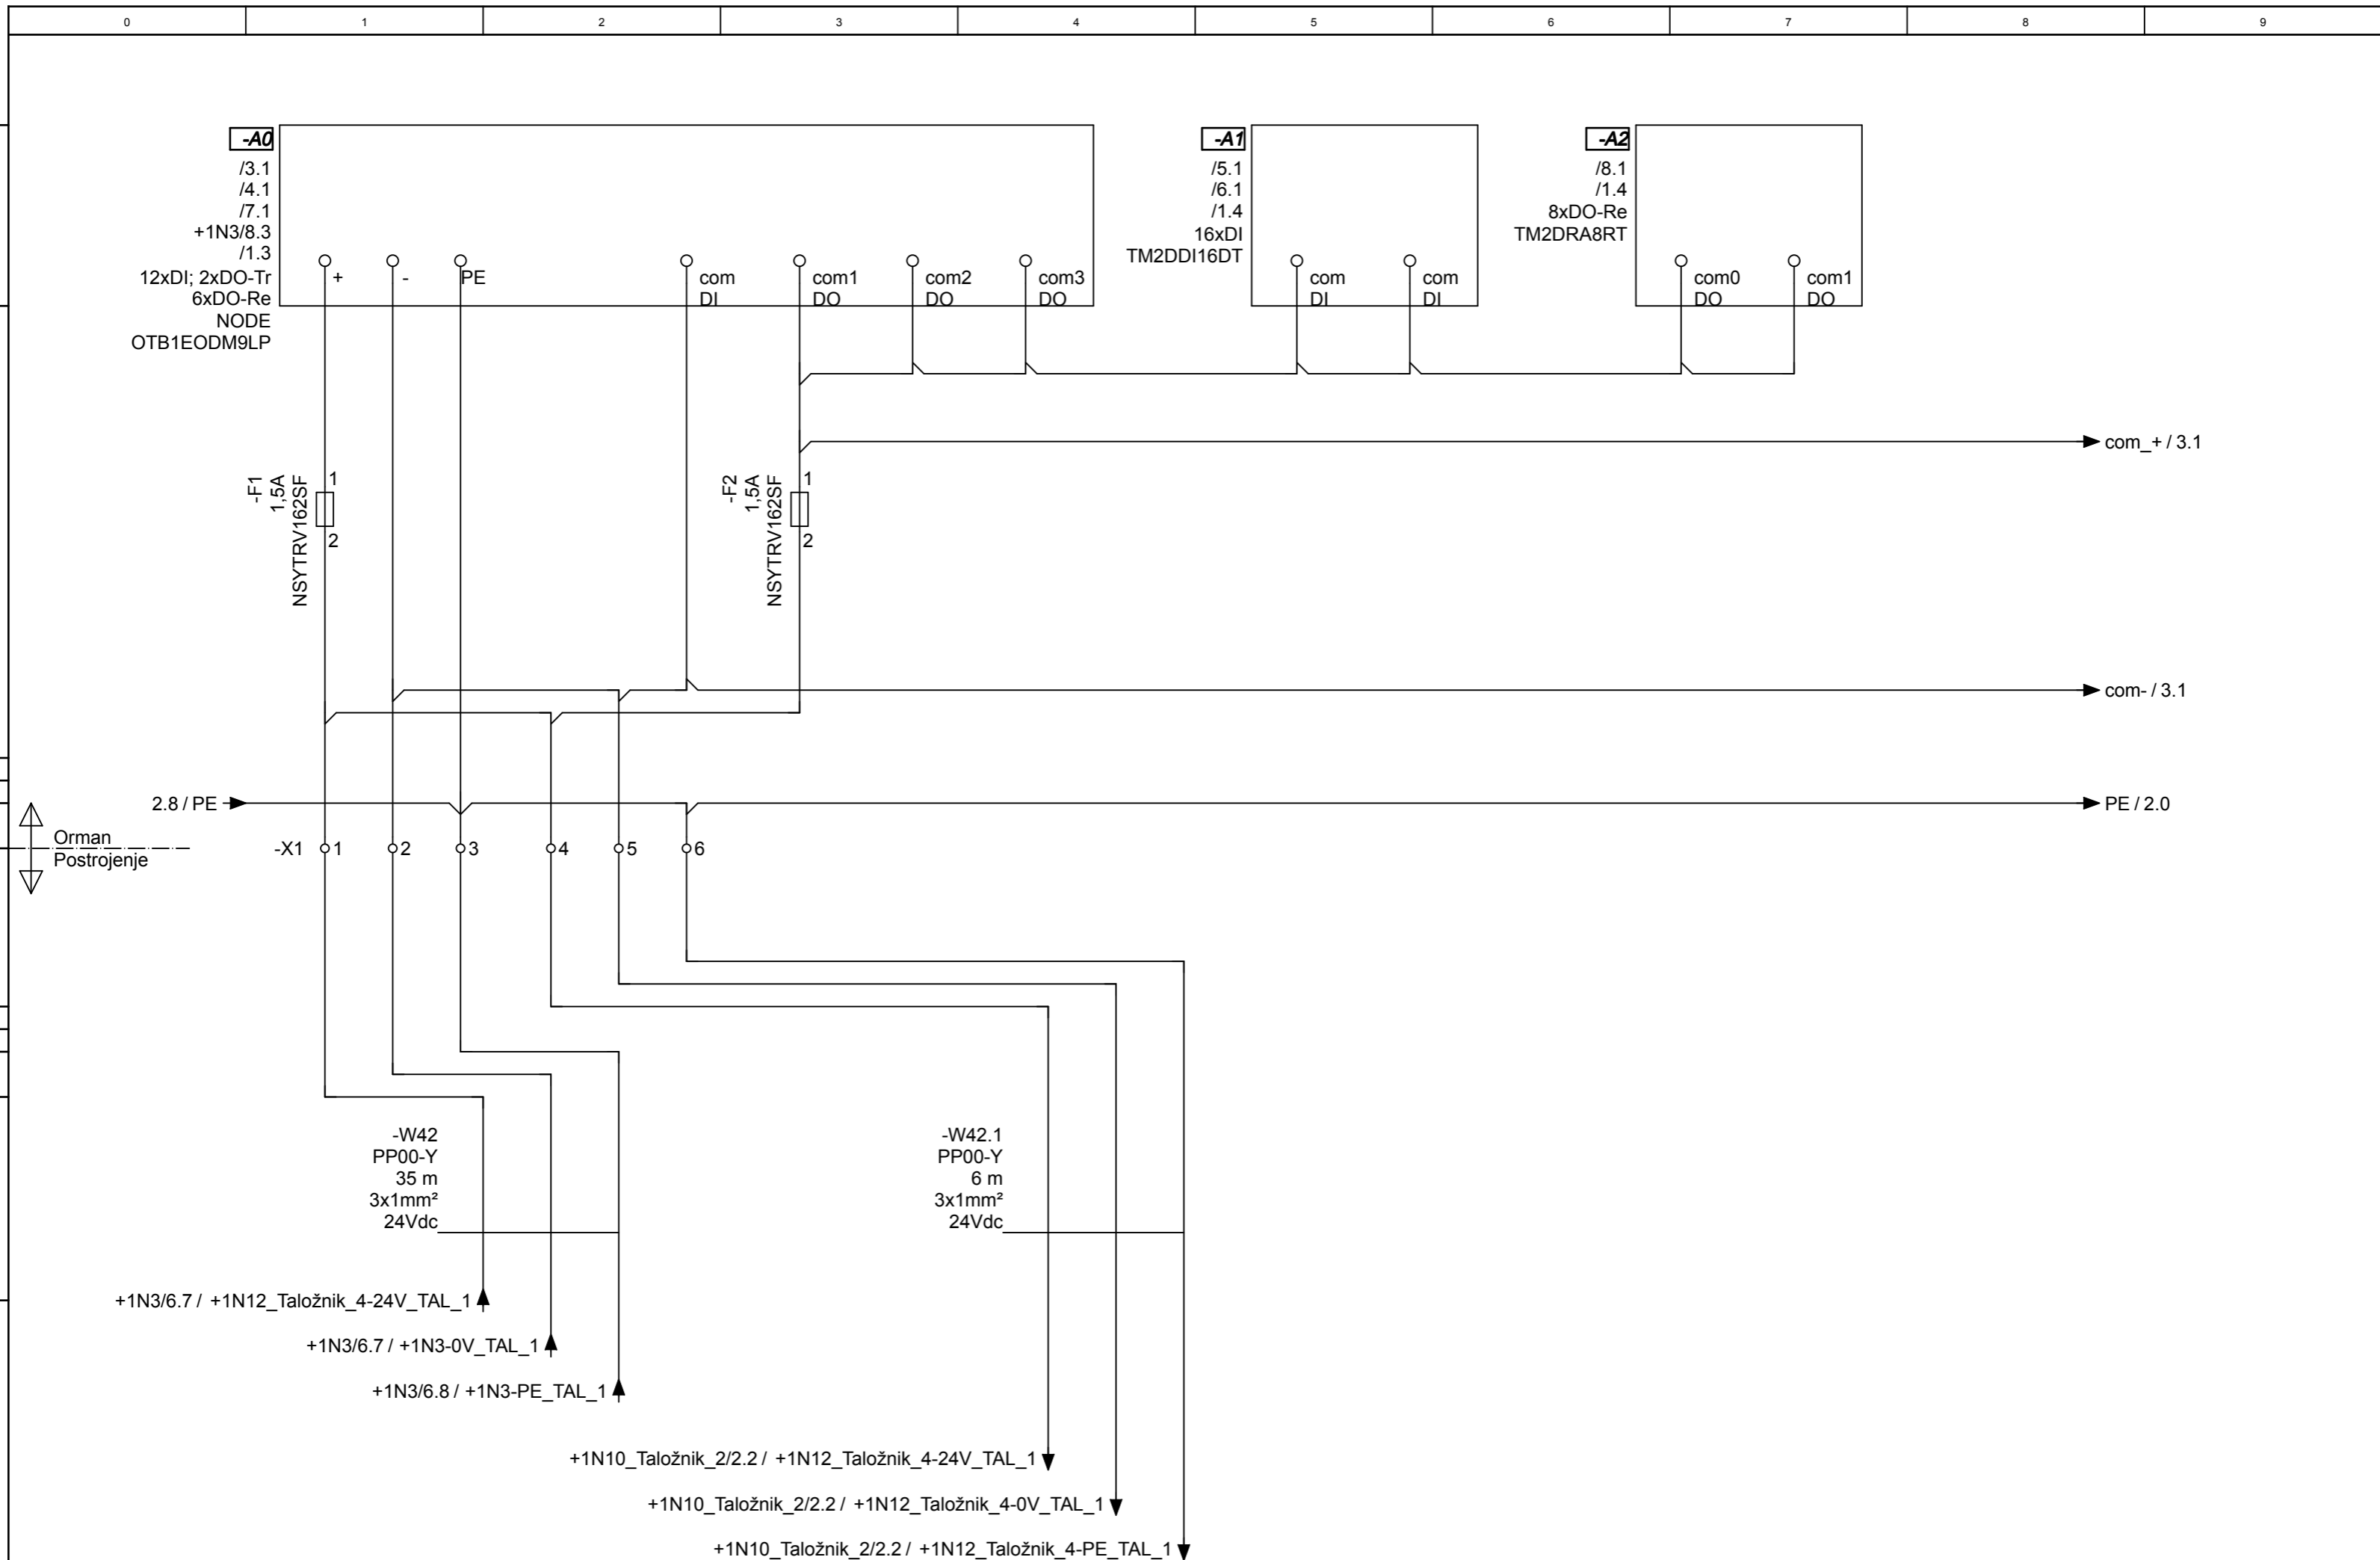 0 1 2 3 4 5 6 7 8 9
-A0
/3.1
/4.1
/7.1
+1N3/8.3
/1.3
12xDI; 2xDO-Tr
6xDO-Re
NODE
OTB1EODM9LP
+
-
PE
com
DI
com1
DO
com2
DO
com3
DO
-A1
/5.1
/6.1
/1.4
16xDI
TM2DDI16DT
com
DI
com
DI
-A2
/8.1
/1.4
8xDO-Re
TM2DRA8RT
com0
DO
com1
DO
com_+ / 3.1
-F1
1,5A
NSYTRV162SF
1
2
-F2
1,5A
NSYTRV162SF
1
2
com- / 3.1
2.8 / PE
PE / 2.0
Orman
Postrojenje
-X1 1 2 3 4 5 6
-W42
PP00-Y
35 m
3x1mm²
24Vdc
-W42.1
PP00-Y
6 m
3x1mm²
24Vdc
+1N3/6.7 / +1N12_Taložnik_4-24V_TAL_1
+1N3/6.7 / +1N3-0V_TAL_1
+1N3/6.8 / +1N3-PE_TAL_1
+1N10_Taložnik_2/2.2 / +1N12_Taložnik_4-24V_TAL_1
+1N10_Taložnik_2/2.2 / +1N12_Taložnik_4-0V_TAL_1
+1N10_Taložnik_2/2.2 / +1N12_Taložnik_4-PE_TAL_1